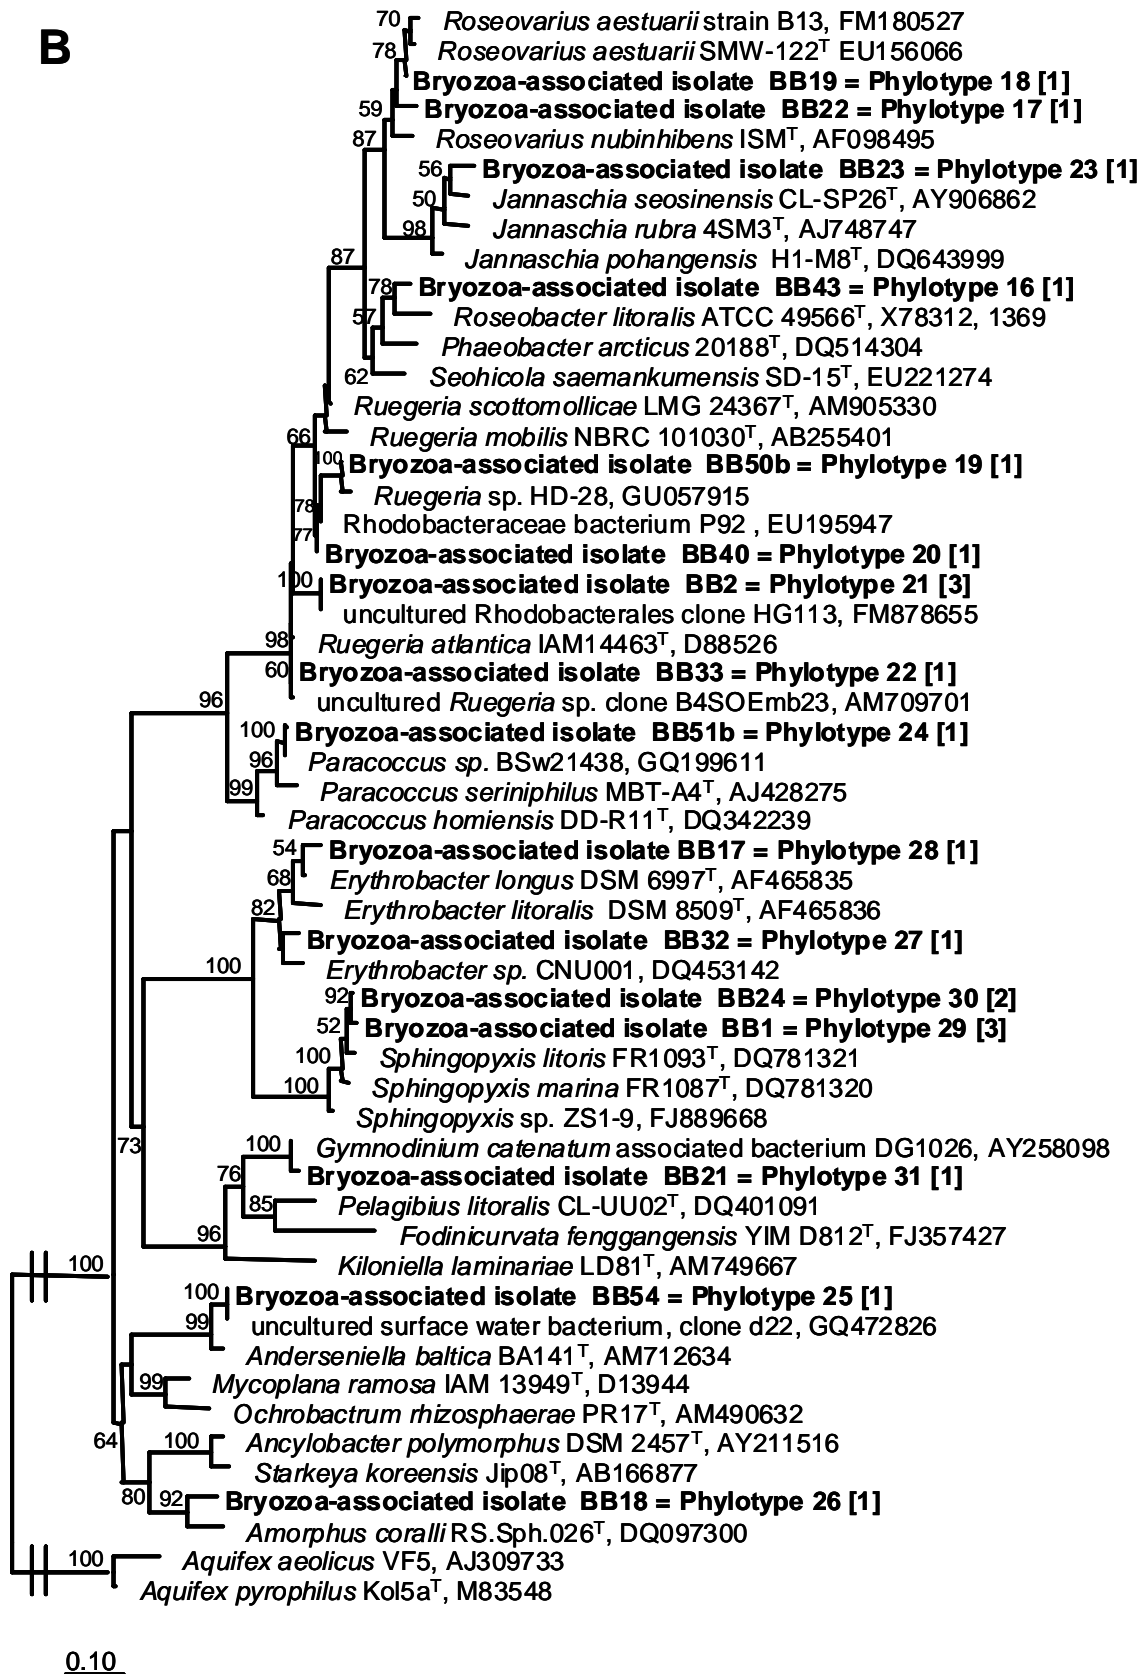 B
70 Roseovarius aestuarii strain B13, FM180527
78 Roseovarius aestuarii SMW-122T EU156066
Bryozoa-associated isolate BB19 = Phylotype 18 [1]
59 Bryozoa-associated isolate BB22 = Phylotype 17 [1]
87 Roseovarius nubinhibens ISMT, AF098495
56 Bryozoa-associated isolate BB23 = Phylotype 23 [1]
50 Jannaschia seosinensis CL-SP26T, AY906862
98 Jannaschia rubra 4SM3T, AJ748747
87 Jannaschia pohangensis H1-M8T, DQ643999
78 Bryozoa-associated isolate BB43 = Phylotype 16 [1]
57 Roseobacter litoralis ATCC 49566T, X78312, 1369
Phaeobacter arcticus 20188T, DQ514304
62 Seohicola saemankumensis SD-15T, EU221274
Ruegeria scottomollicae LMG 24367T, AM905330
66 Ruegeria mobilis NBRC 101030T, AB255401
100 Bryozoa-associated isolate BB50b = Phylotype 19 [1]
Ruegeria sp. HD-28, GU057915
78 Rhodobacteraceae bacterium P92 , EU195947
77 Bryozoa-associated isolate BB40 = Phylotype 20 [1]
100 Bryozoa-associated isolate BB2 = Phylotype 21 [3]
uncultured Rhodobacterales clone HG113, FM878655
98 Ruegeria atlantica IAM14463T, D88526
60 Bryozoa-associated isolate BB33 = Phylotype 22 [1]
96 uncultured Ruegeria sp. clone B4SOEmb23, AM709701
100 Bryozoa-associated isolate BB51b = Phylotype 24 [1]
96 Paracoccus sp. BSw21438, GQ199611
99 Paracoccus seriniphilus MBT-A4T, AJ428275
Paracoccus homiensis DD-R11T, DQ342239
54 Bryozoa-associated isolate BB17 = Phylotype 28 [1]
68 Erythrobacter longus DSM 6997T, AF465835
82 Erythrobacter litoralis DSM 8509T, AF465836
Bryozoa-associated isolate BB32 = Phylotype 27 [1]
100 Erythrobacter sp. CNU001, DQ453142
92 Bryozoa-associated isolate BB24 = Phylotype 30 [2]
52 Bryozoa-associated isolate BB1 = Phylotype 29 [3]
100 Sphingopyxis litoris FR1093T, DQ781321
100 Sphingopyxis marina FR1087T, DQ781320
Sphingopyxis sp. ZS1-9, FJ889668
73 100 Gymnodinium catenatum associated bacterium DG1026, AY258098
76 Bryozoa-associated isolate BB21 = Phylotype 31 [1]
85 Pelagibius litoralis CL-UU02T, DQ401091
96 Fodinicurvata fenggangensis YIM D812T, FJ357427
100 Kiloniella laminariae LD81T, AM749667
100 Bryozoa-associated isolate BB54 = Phylotype 25 [1]
99 uncultured surface water bacterium, clone d22, GQ472826
Anderseniella baltica BA141T, AM712634
99 Mycoplana ramosa IAM 13949T, D13944
Ochrobactrum rhizosphaerae PR17T, AM490632
64 100 Ancylobacter polymorphus DSM 2457T, AY211516
Starkeya koreensis Jip08T, AB166877
80 92 Bryozoa-associated isolate BB18 = Phylotype 26 [1]
Amorphus coralli RS.Sph.026T, DQ097300
100 Aquifex aeolicus VF5, AJ309733
Aquifex pyrophilus Kol5aT, M83548
0.10